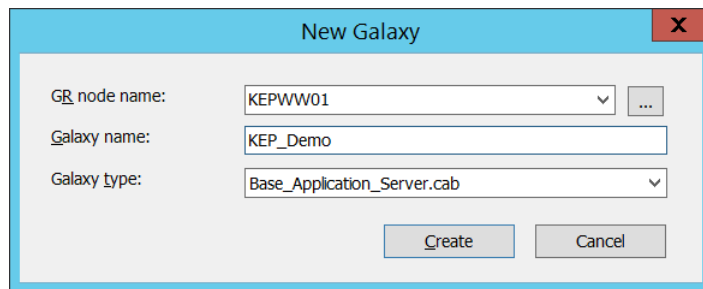 New Galaxy
X
GR node name: KEPWW01 ...
Galaxy name: KEP_Demo
Galaxy type: Base_Application_Server.cab
Create Cancel